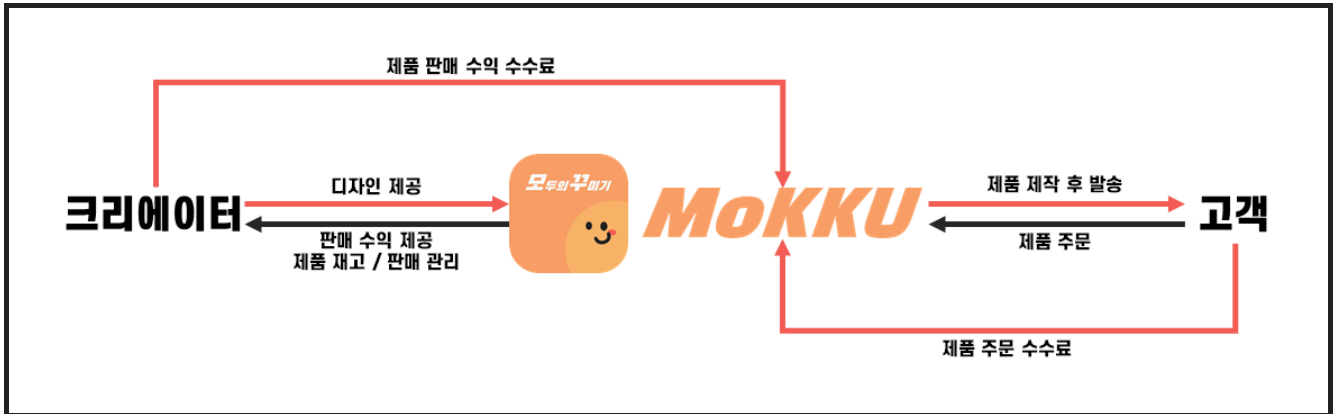 제품 판매 수익 수수료
크리에이터
디자인 제공
판매 수익 제공
제품 재고 / 판매 관리
모두의꾸미기
MoKKU
제품 제작 후 발송
제품 주문
고객
제품 주문 수수료